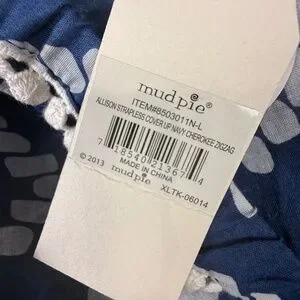 mudpie®
ITEM#8503011N-L
ALLISON STRAPLESS COVER UP NAVY CHEROKEE ZIGZAG
7 18540 21367 4
MADE IN CHINA
© 2013 mudpie
XLTK-06014